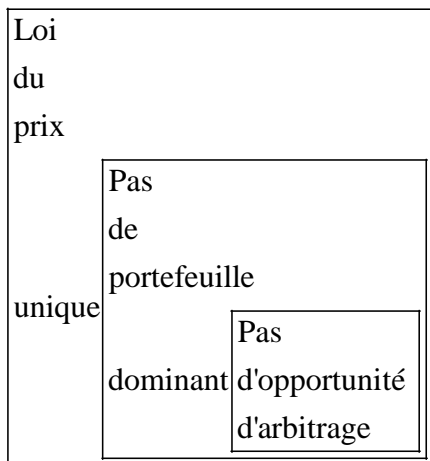 Loi
du
prix
unique
Pas
de
portefeuille
dominant
Pas
d'opportunité
d'arbitrage